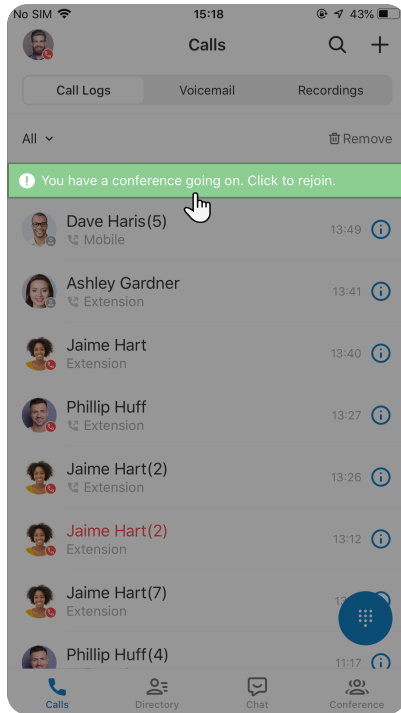 No SIM 15:18 43%
Calls
Call Logs Voicemail Recordings
All Remove
You have a conference going on. Click to rejoin.
Dave Haris(5)
Mobile 13:49
Ashley Gardner
Extension 13:41
Jaime Hart
Extension 13:40
Phillip Huff
Extension 13:27
Jaime Hart(2)
Extension 13:26
Jaime Hart(2)
Extension 13:12
Jaime Hart(7)
Extension
Phillip Huff(4)
11:17
Calls Directory Chat Conference